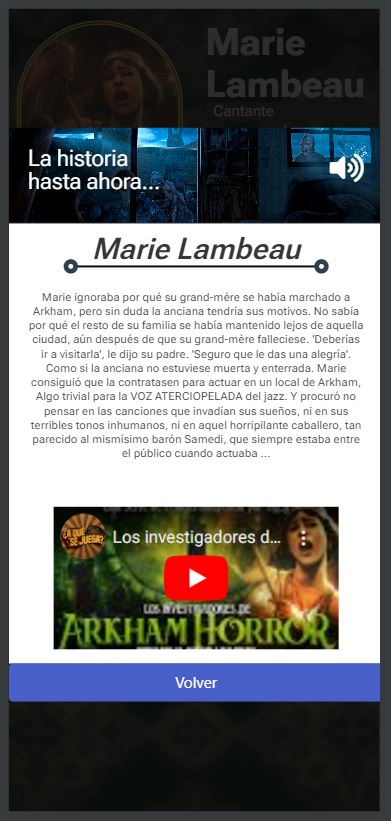 Marie
Lambeau
Cantante
La historia
hasta ahora...
Marie Lambeau
Marie ignoraba por qué su grand-mère se había marchado a
Arkham, pero sin duda la anciana tendría sus motivos. No sabía
por qué el resto de su familia se había mantenido lejos de aquella
ciudad, aún después de que su grand-mère falleciese. 'Deberías
ir a visitarla', le dijo su padre. 'Seguro que le das una alegría'.
Como si la anciana no estuviese muerta y enterrada. Marie
consiguió que la contratasen para actuar en un local de Arkham,
Algo trivial para la VOZ ATERCIOPELADA del jazz. Y procuró no
pensar en las canciones que invadían sus sueños, ni en sus
terribles tonos inhumanos, ni en aquel horripilante caballero, tan
parecido al mismísimo barón Samedi, que siempre estaba entre
el público cuando actuaba ...
¿A QUÉ
SE JUEGA?
Los investigadores d...
LOS INVESTIGADORES DE
ARKHAM HORROR
Volver